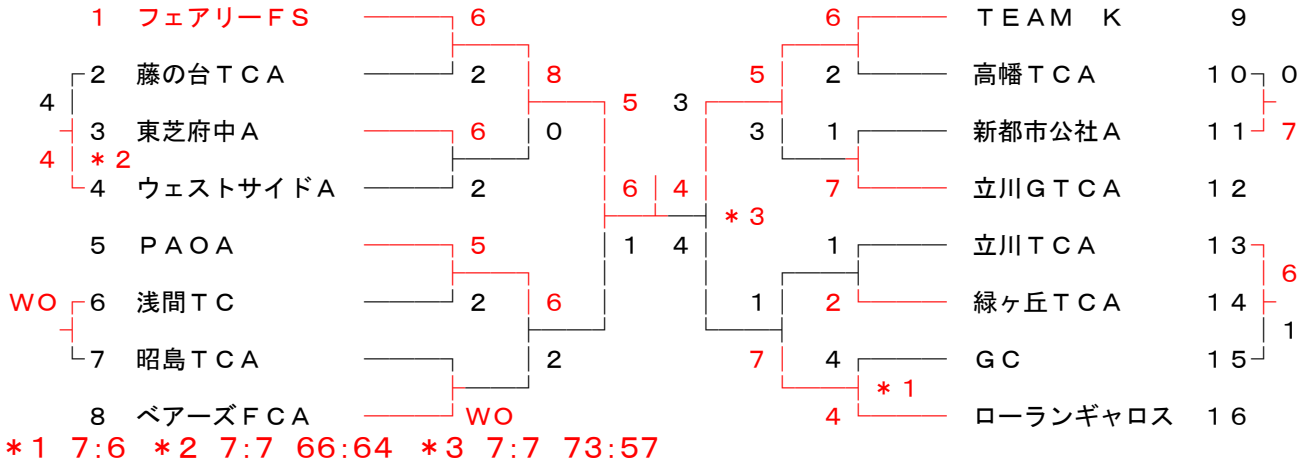 1 フェアリーＦＳ 6 6 ＴＥＡＭ Ｋ 9
2 藤の台ＴＣＡ 2 8 5 2 高幡ＴＣＡ 10 0
4 5 3
3 東芝府中Ａ 6 0 3 1 新都市公社Ａ 11 7
4 *2
4 ウェストサイドＡ 2 6 4 7 立川ＧＴＣＡ 12
*3
5 ＰＡＯＡ 5 1 4 1 立川ＴＣＡ 13
6
WO 6 浅間ＴＣ 2 6 1 2 緑ヶ丘ＴＣＡ 14
1
7 昭島ＴＣＡ 2 7 4 ＧＣ 15
*1
8 ベアーズＦＣＡ WO 4 ローランギャロス 16
*1 7:6 *2 7:7 66:64 *3 7:7 73:57